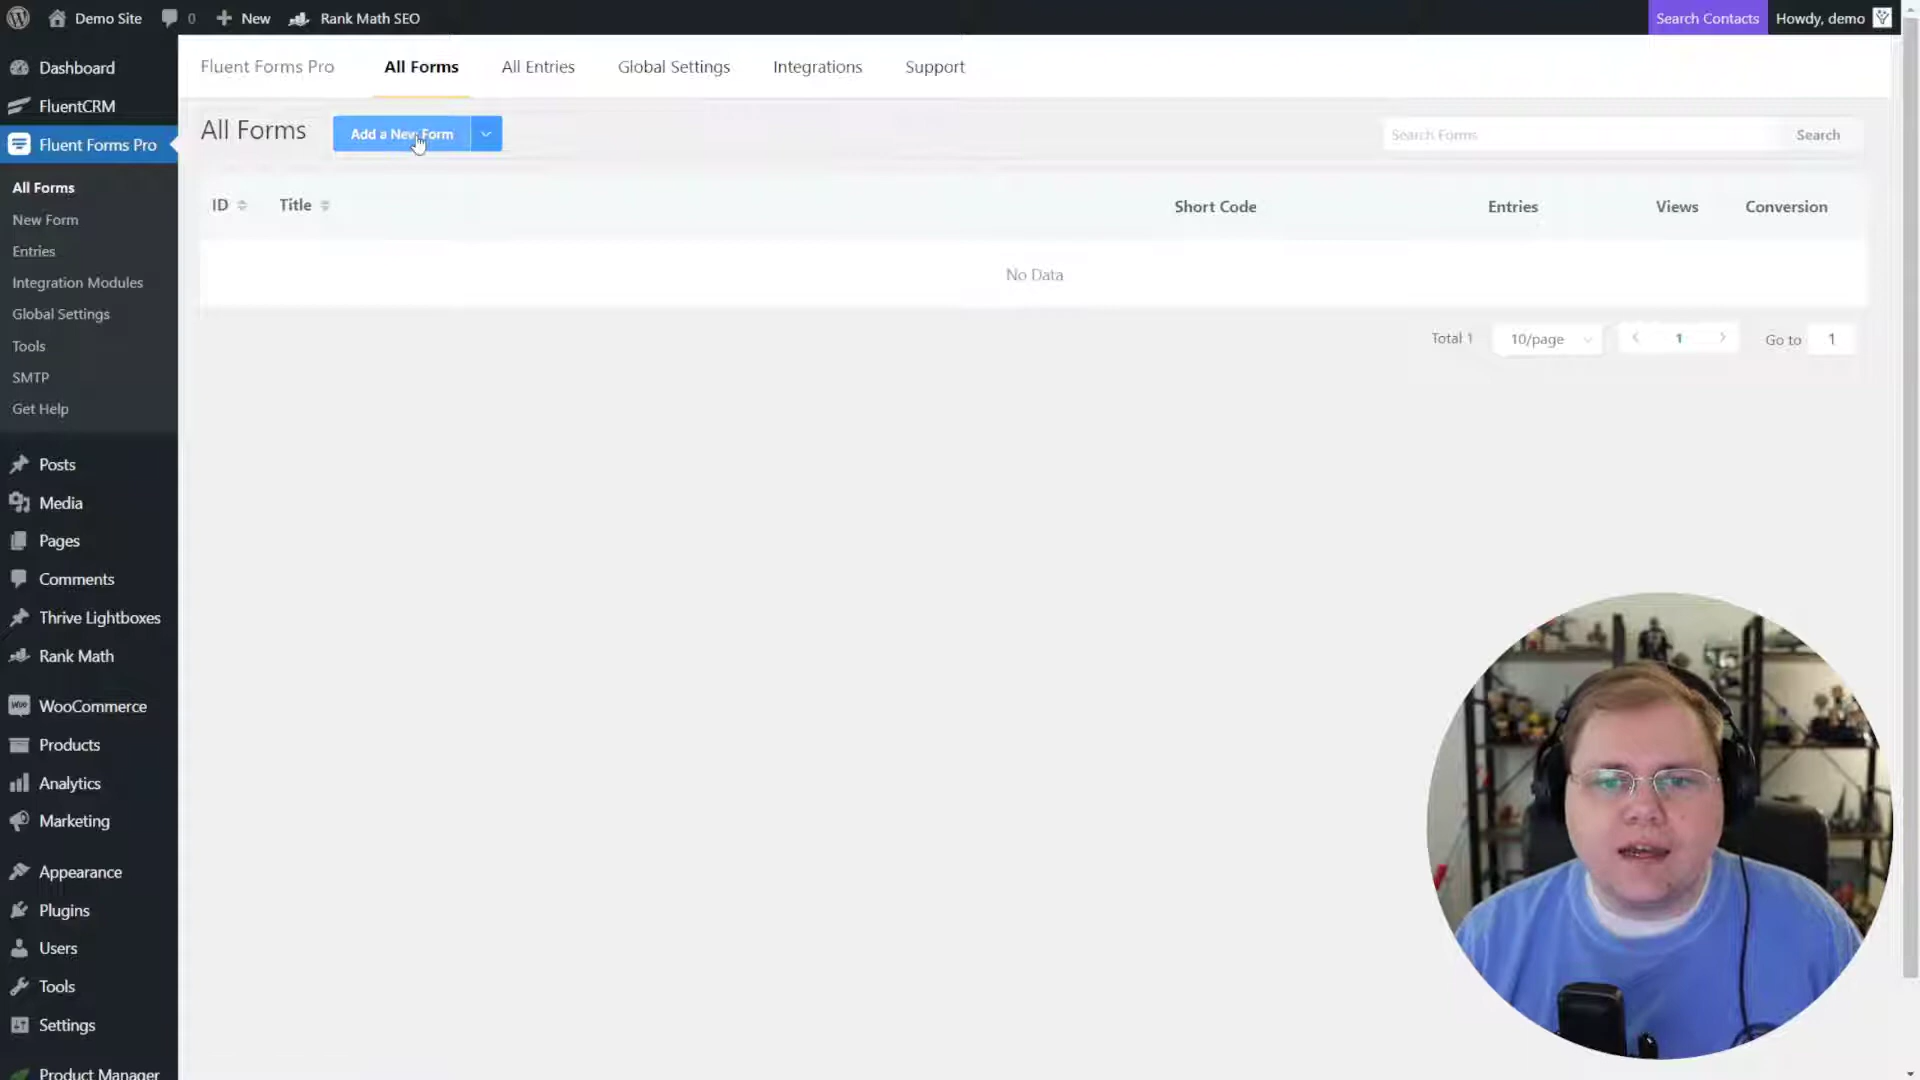 Demo Site
0
New
Rank Math SEO
Search Contacts
Howdy, demo
Dashboard
FluentCRM
Fluent Forms Pro
All Forms
New Form
Entries
Integration Modules
Global Settings
Tools
SMTP
Get Help
Posts
Media
Pages
Comments
Thrive Lightboxes
Rank Math
Woo
WooCommerce
Products
Analytics
Marketing
Appearance
Plugins
Users
Tools
Settings
Product Manager
Fluent Forms Pro
All Forms
All Entries
Global Settings
Integrations
Support
All Forms
Add a New Form
Search Forms
Search
ID
Title
Short Code
Entries
Views
Conversion
No Data
Total 1
10/page
1
Go to
1